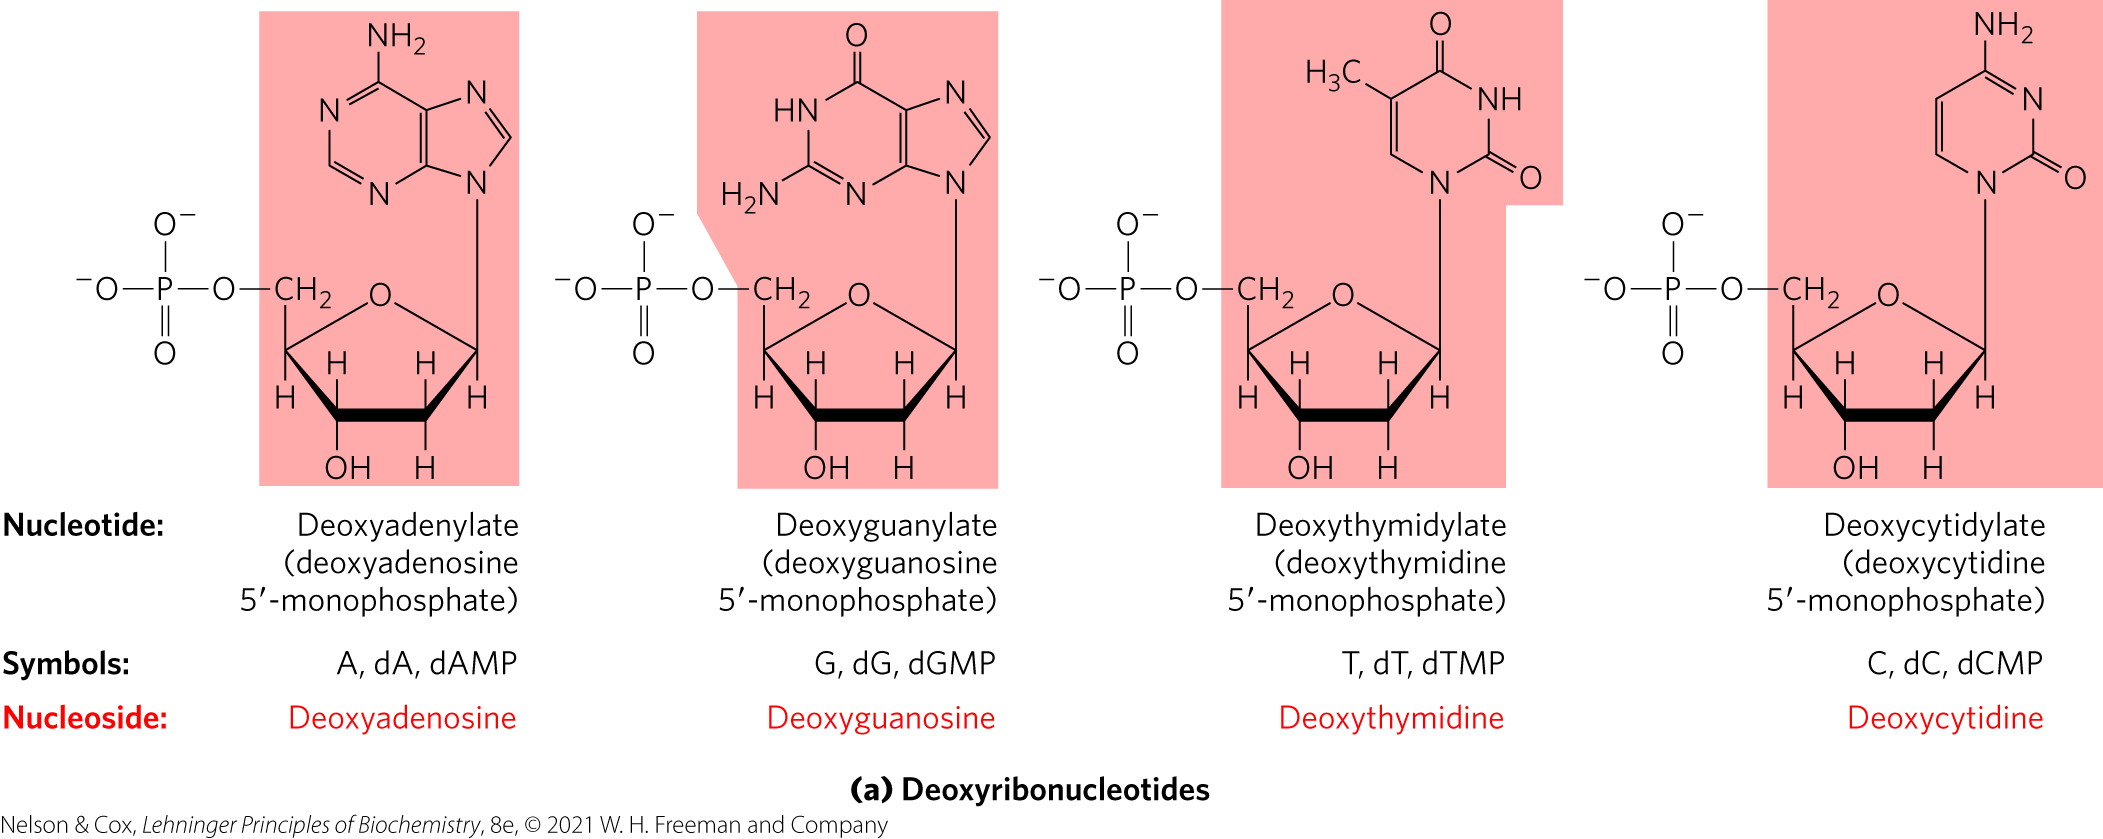 NH₂ O O NH₂
N N HN N H₃C NH N
N N H₂N N N N O N O
O⁻ O⁻ O⁻ O⁻
⁻O P O CH₂ O ⁻O P O CH₂ O ⁻O P O CH₂ O ⁻O P O CH₂ O
O H H O H H O H H O H H
H H H H H H H H
OH H OH H OH H OH H
Nucleotide: Deoxyadenylate Deoxyguanylate Deoxythymidylate Deoxycytidylate
(deoxyadenosine (deoxyguanosine (deoxythymidine (deoxycytidine
5′-monophosphate) 5′-monophosphate) 5′-monophosphate) 5′-monophosphate)
Symbols: A, dA, dAMP G, dG, dGMP T, dT, dTMP C, dC, dCMP
Nucleoside: Deoxyadenosine Deoxyguanosine Deoxythymidine Deoxycytidine
(a) Deoxyribonucleotides
Nelson & Cox, Lehninger Principles of Biochemistry, 8e, © 2021 W. H. Freeman and Company